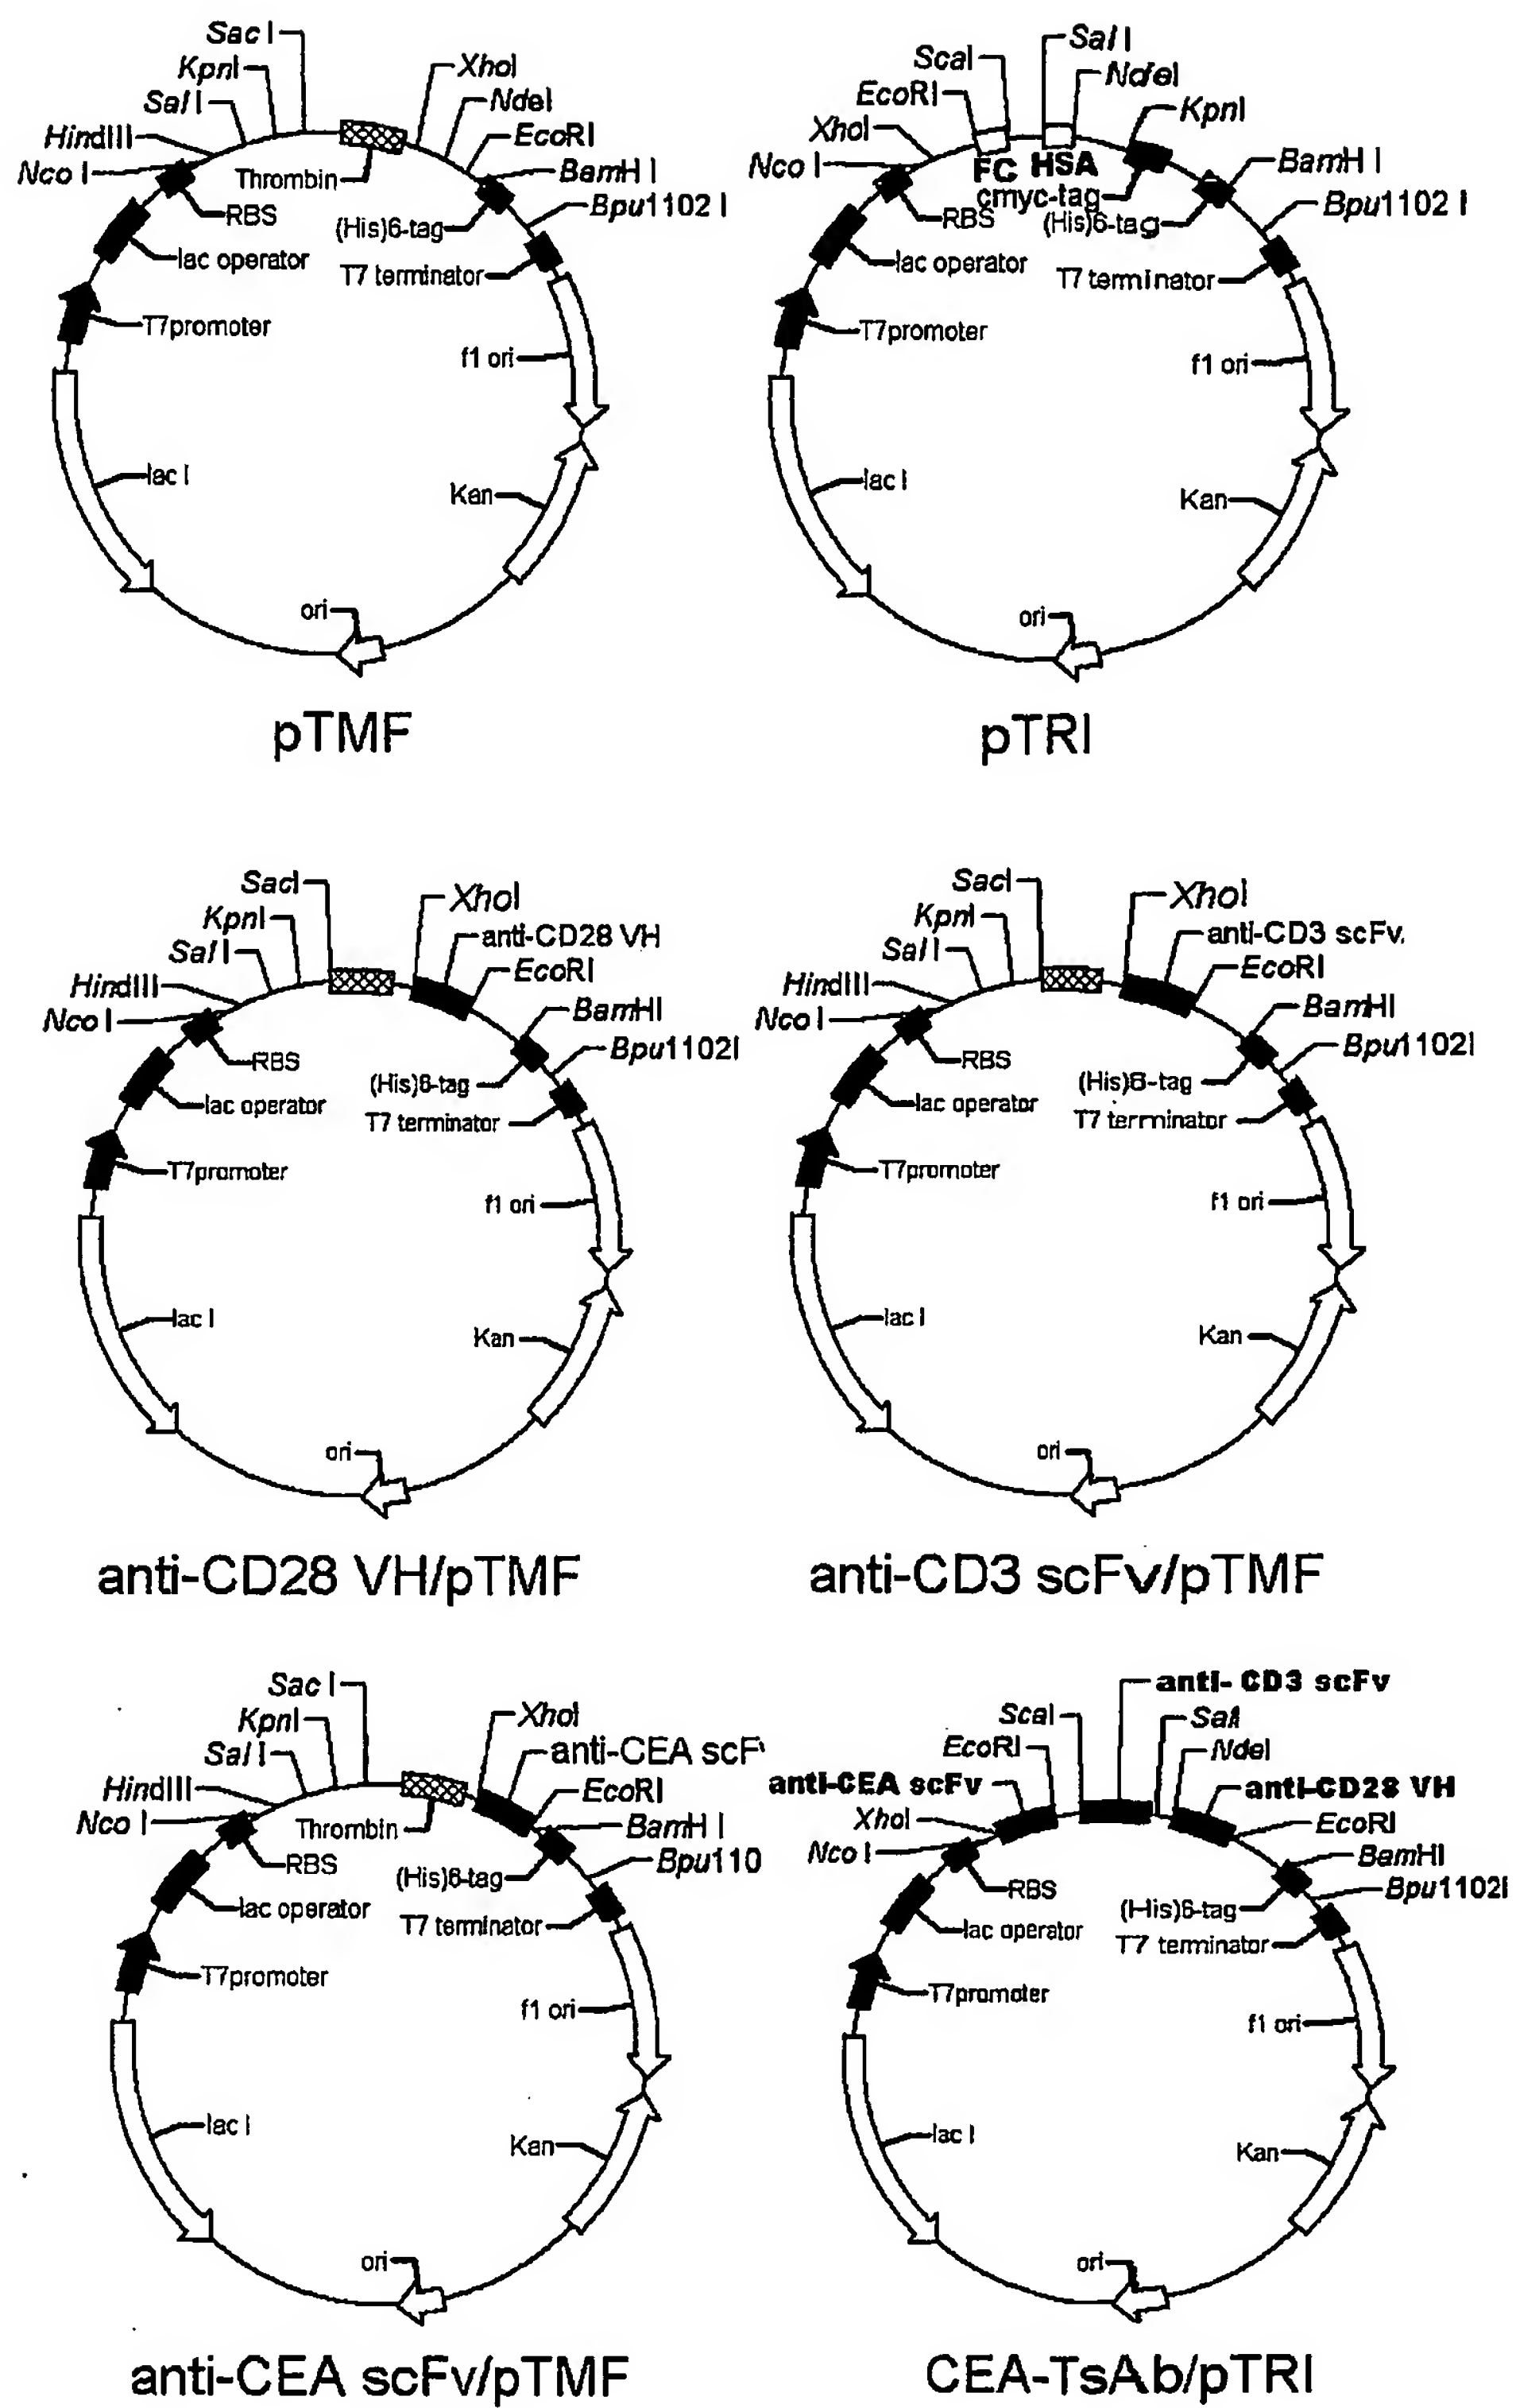 Sac I
KpnI
Sal I
HindIII
Nco I
XhoI
NdeI
EcoRI
BamH I
Bpu1102 I
Thrombin
RBS
(His)6-tag
lac operator
T7 terminator
T7promoter
f1 ori
lac I
Kan
ori
pTMF
ScaI
EcoRI
XhoI
Nco I
Sal I
NdeI
KpnI
BamH I
Bpu1102 I
FC HSA
cmyc-tag
RBS
(His)6-tag
lac operator
T7 terminator
T7promoter
f1 ori
lac I
Kan
ori
pTRI
SacI
KpnI
Sal I
HindIII
Nco I
XhoI
anti-CD28 VH
EcoRI
BamHI
Bpu1102I
RBS
(His)6-tag
lac operator
T7 terminator
T7promoter
f1 ori
lac I
Kan
ori
anti-CD28 VH/pTMF
SacI
KpnI
Sal I
HindIII
Nco I
XhoI
anti-CD3 scFv
EcoRI
BamHI
Bpu1102I
RBS
(His)6-tag
lac operator
T7 terminator
T7promoter
f1 ori
lac I
Kan
ori
anti-CD3 scFv/pTMF
Sac I
KpnI
Sal I
HindIII
Nco I
XhoI
anti-CEA scF
EcoRI
BamH I
Bpu110
Thrombin
RBS
(His)6-tag
lac operator
T7 terminator
T7promoter
f1 ori
lac I
Kan
ori
anti-CEA scFv/pTMF
anti- CD3 scFv
ScaI
SalI
EcoRI
NdeI
anti-CEA scFv
anti-CD28 VH
XhoI
EcoRI
Nco I
BamHI
Bpu1102I
RBS
(His)6-tag
lac operator
T7 terminator
T7promoter
f1 ori
lac I
Kan
ori
CEA-TsAb/pTRI